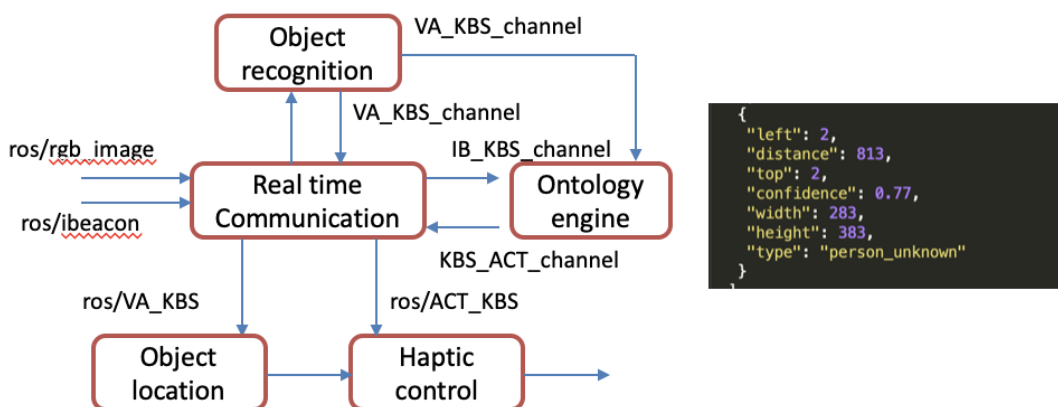 VA_KBS_channel
Object
recognition
VA_KBS_channel
ros/rgb_image
IB_KBS_channel
Real time
Communication
Ontology
engine
ros/ibeacon
KBS_ACT_channel
ros/VA_KBS
ros/ACT_KBS
Object
location
Haptic
control
{
"left": 2,
"distance": 813,
"top": 2,
"confidence": 0.77,
"width": 283,
"height": 383,
"type": "person_unknown"
}